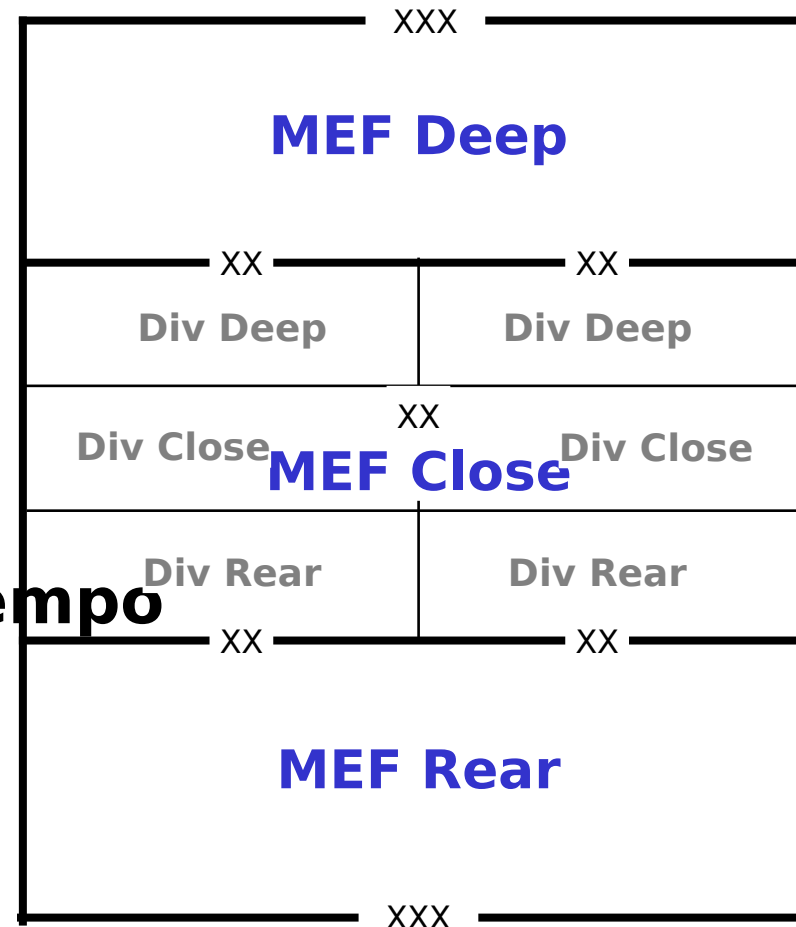 XXX
MEF Deep
XX XX
Div Deep Div Deep
XX
Div Close Div Close
MEF Close
Div Rear Div Rear
empo
XX XX
MEF Rear
XXX